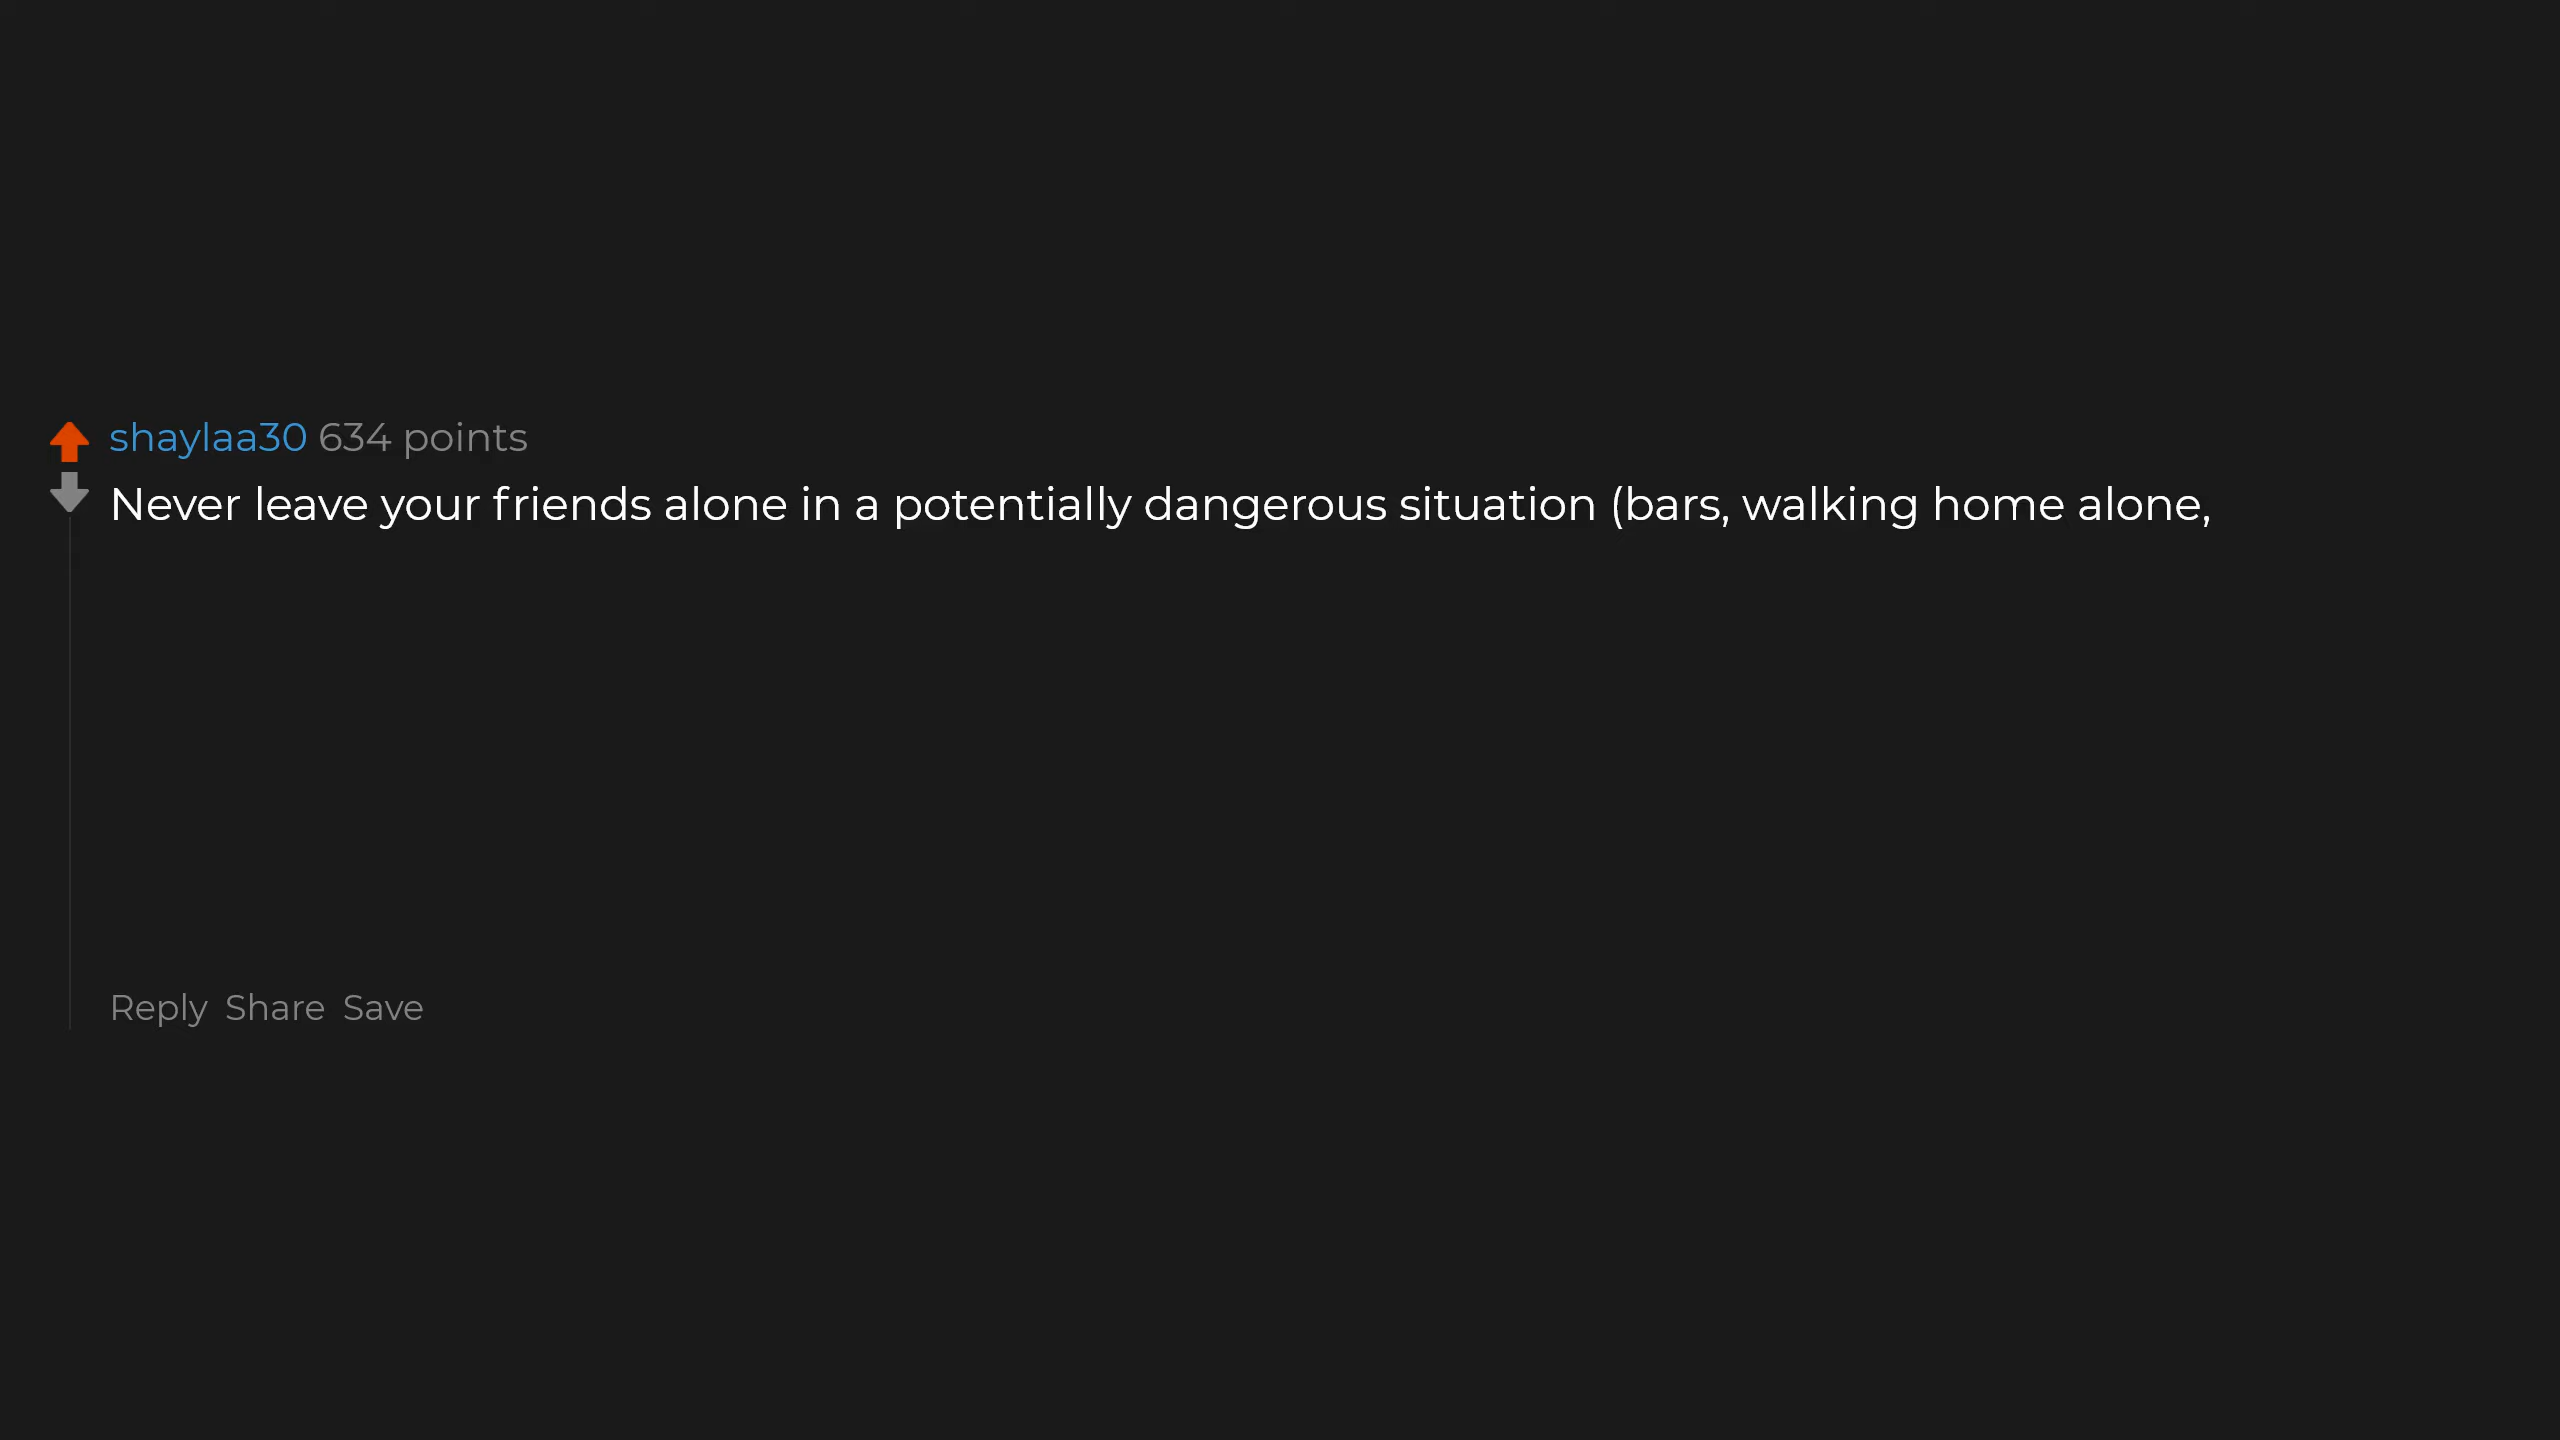 shaylaa30 634 points
Never leave your friends alone in a potentially dangerous situation (bars, walking home alone,
Reply Share Save